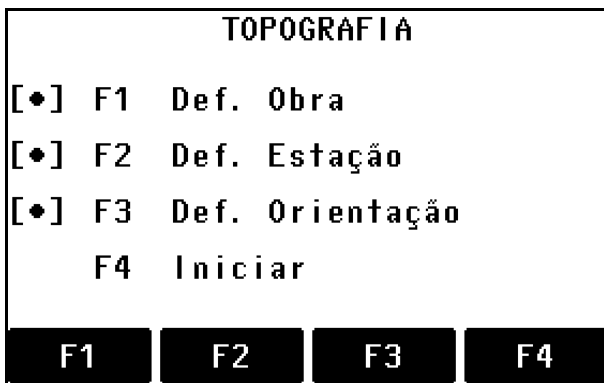 TOPOGRAFIA
[•] F1 Def. Obra
[•] F2 Def. Estação
[•] F3 Def. Orientação
F4 Iniciar
F1 F2 F3 F4